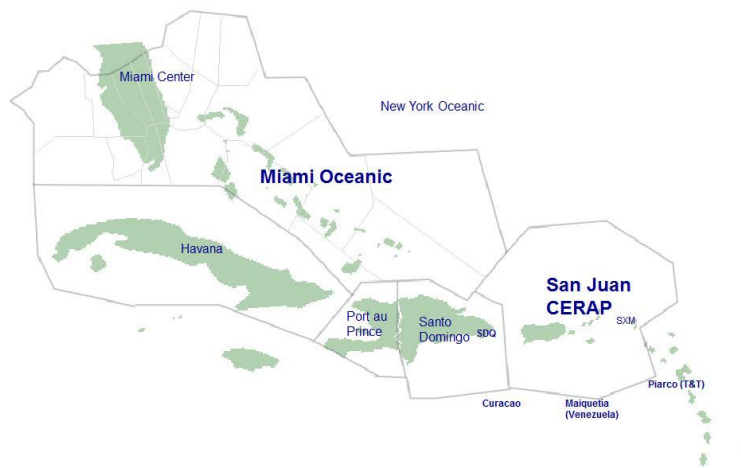 Miami Center
New York Oceanic
Miami Oceanic
Havana
San Juan
CERAP
Port au
Prince
Santo
Domingo
SDQ
SXM
Piarco (T&T)
Curacao
Maiquetia
(Venezuela)